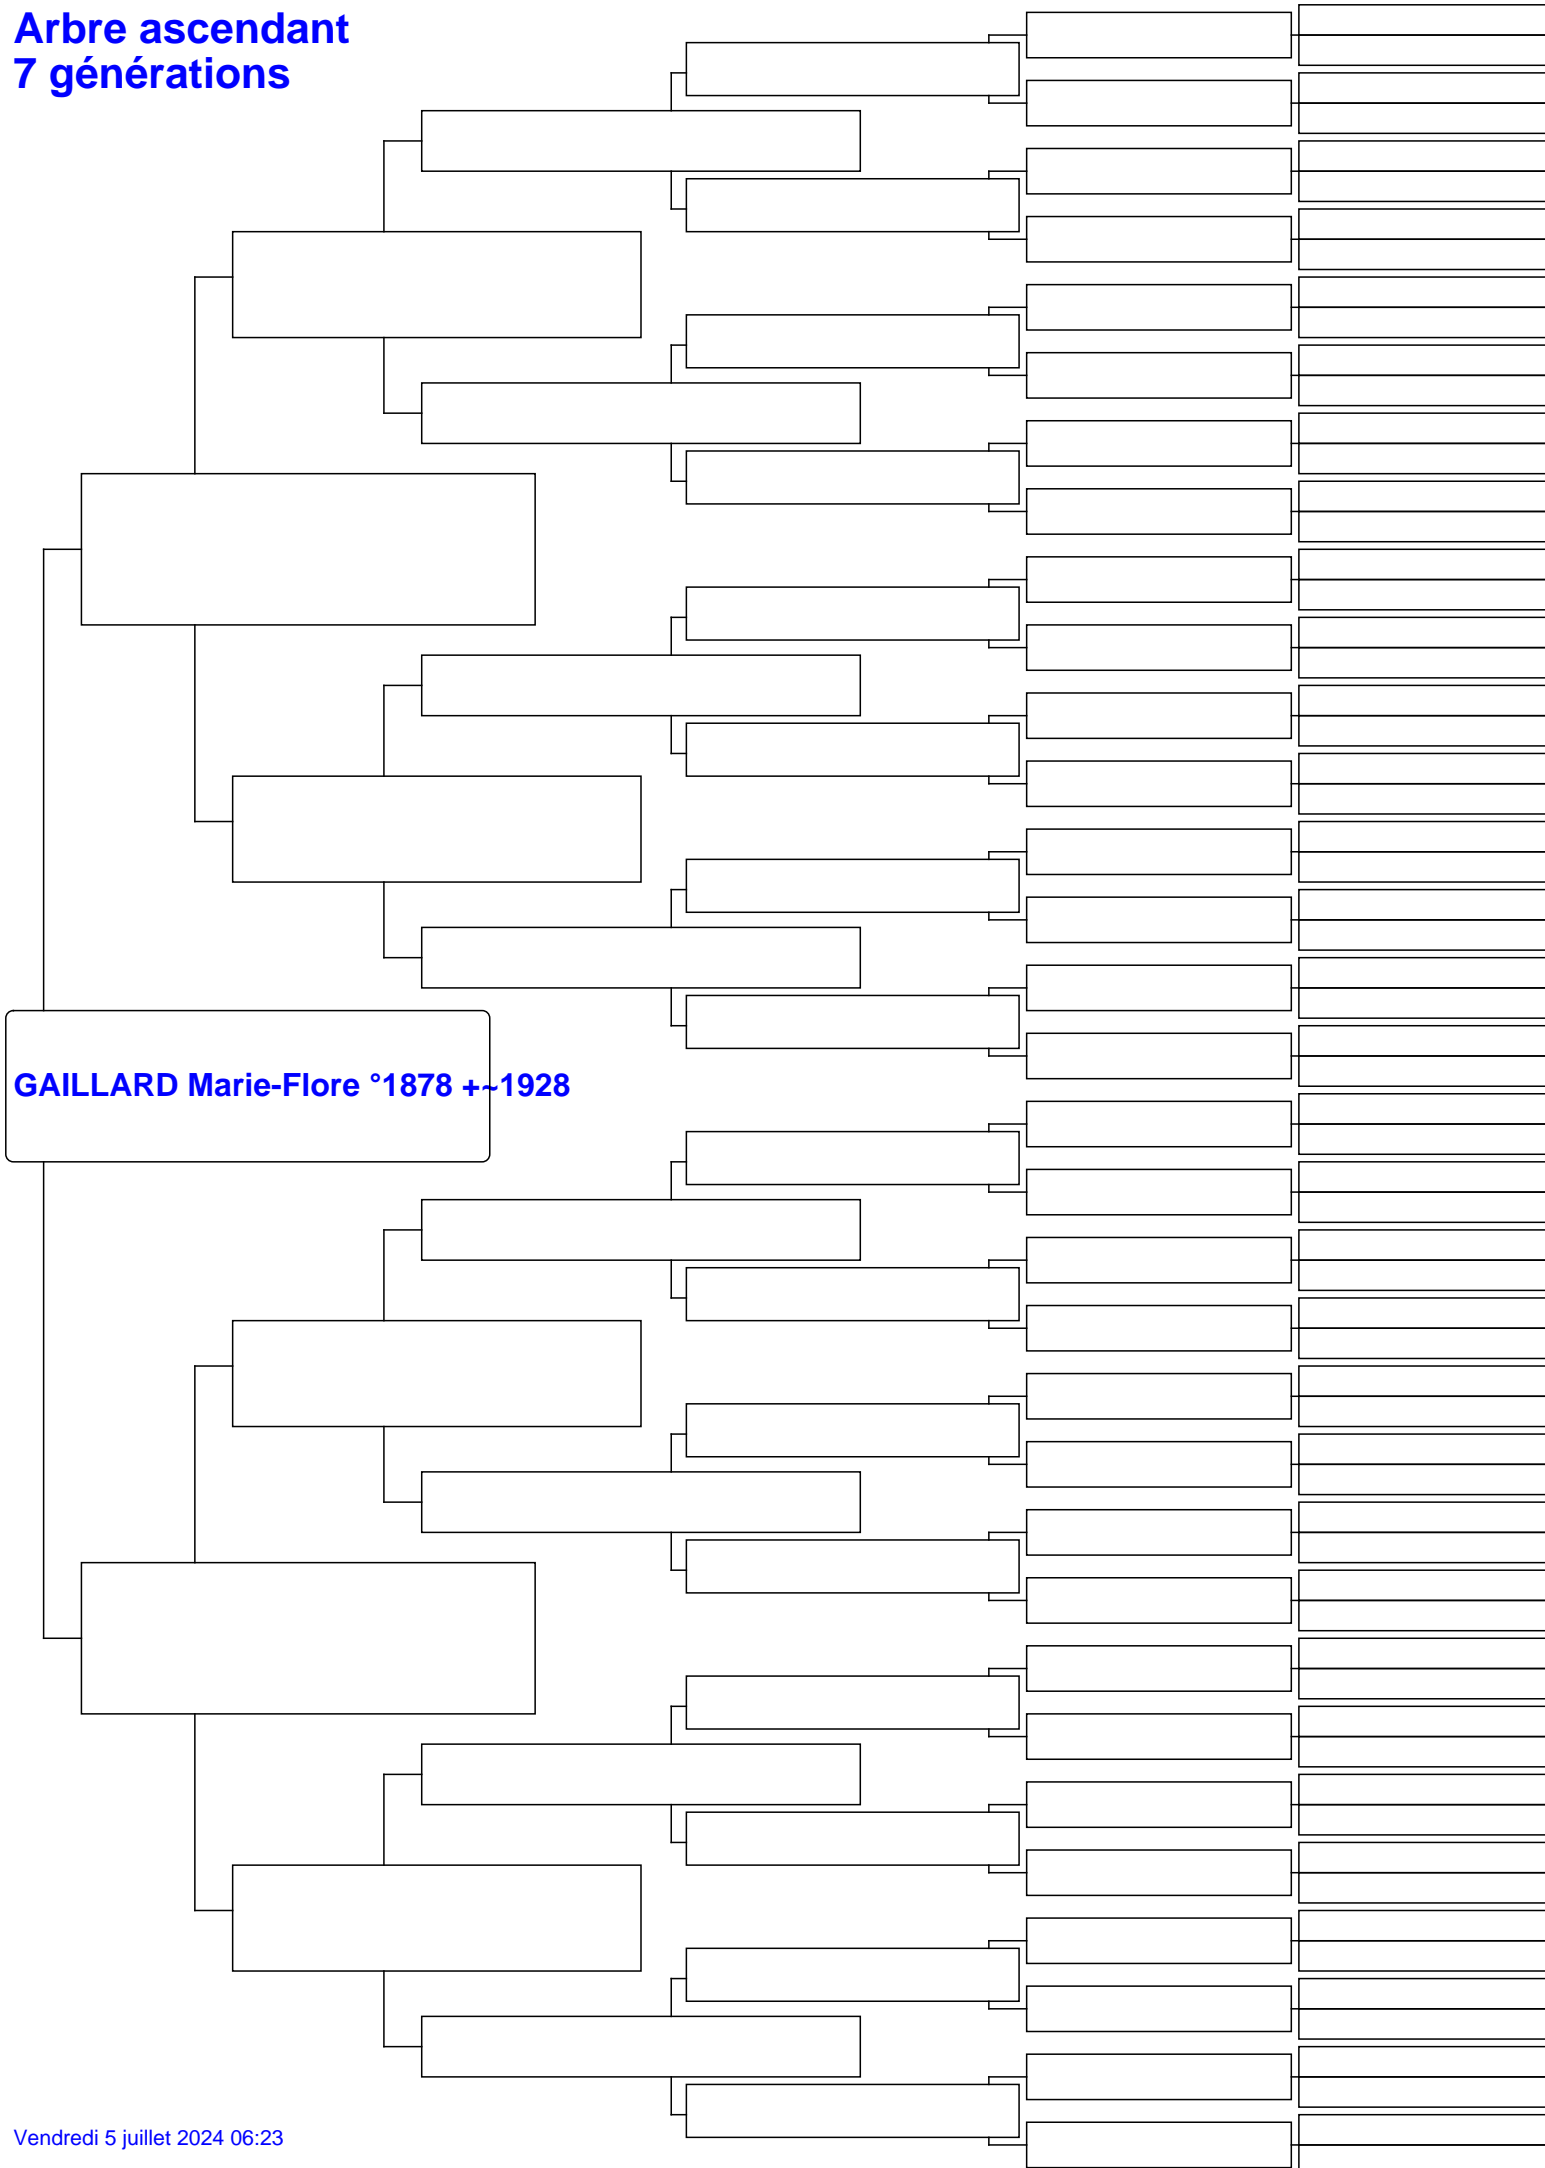 Arbre ascendant
7 générations
GAILLARD Marie-Flore °1878 +~1928
Vendredi 5 juillet 2024 06:23